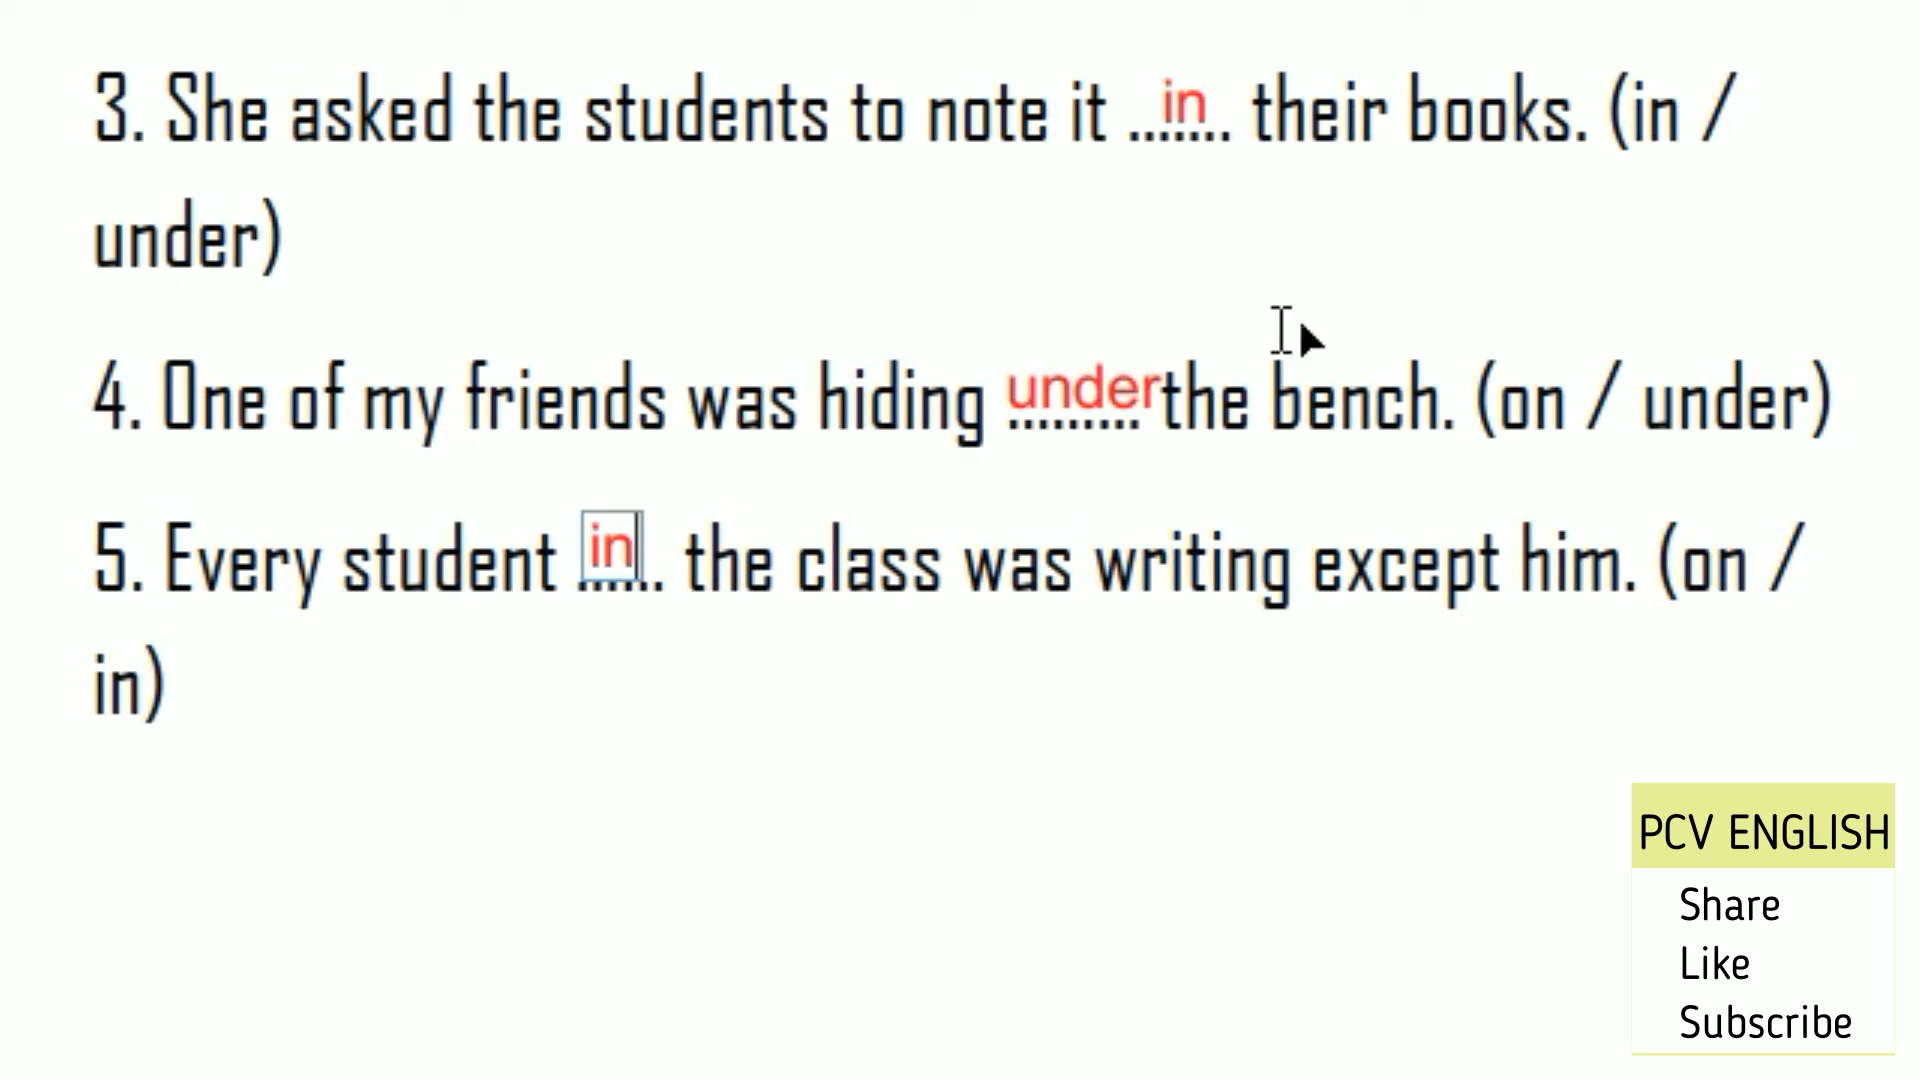 3. She asked the students to note it ...in.... their books. (in /
under)
4. One of my friends was hiding under the bench. (on / under)
5. Every student in.. the class was writing except him. (on /
in)
PCV ENGLISH
Share
Like
Subscribe